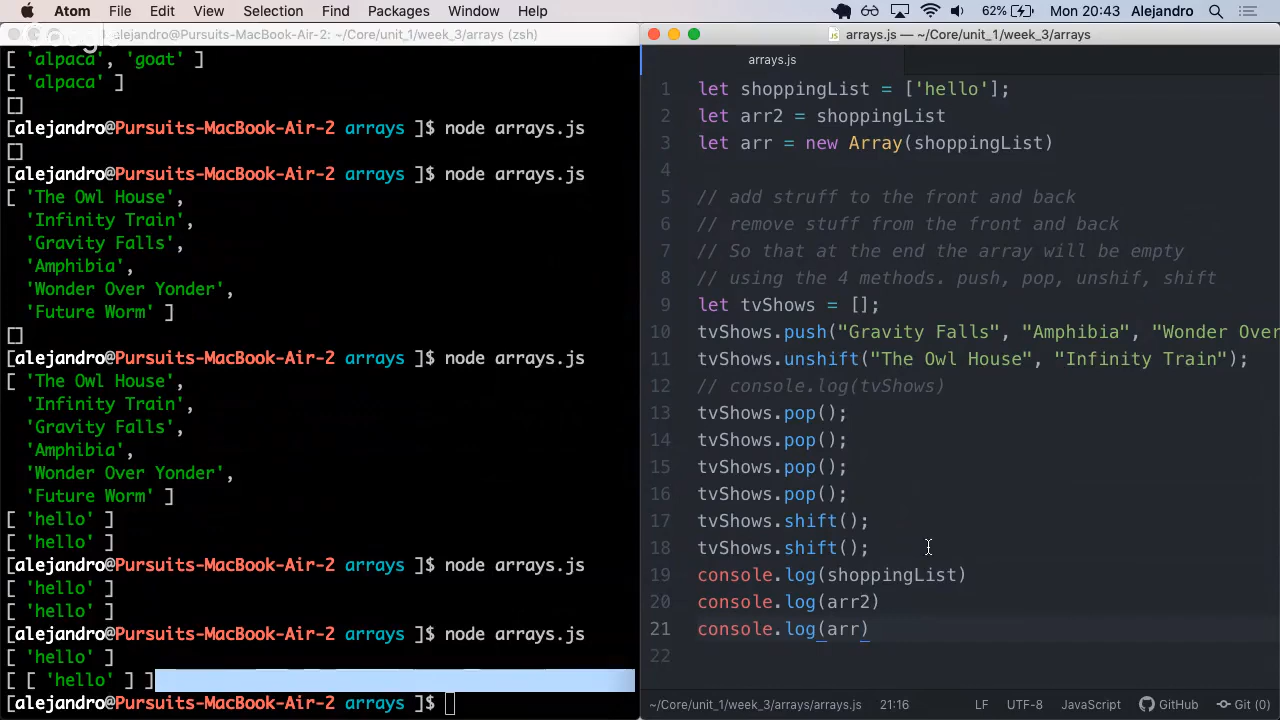 Atom File Edit View Selection Find Packages Window Help 62% Mon 20:43 Alejandro
alejandro@Pursuits-MacBook-Air-2: ~/Core/unit_1/week_3/arrays (zsh)
[ 'alpaca', 'goat' ]
[ 'alpaca' ]
[]
[alejandro@Pursuits-MacBook-Air-2 arrays ]$ node arrays.js
[]
[alejandro@Pursuits-MacBook-Air-2 arrays ]$ node arrays.js
[ 'The Owl House',
'Infinity Train',
'Gravity Falls',
'Amphibia',
'Wonder Over Yonder',
'Future Worm' ]
[]
[alejandro@Pursuits-MacBook-Air-2 arrays ]$ node arrays.js
[ 'The Owl House',
'Infinity Train',
'Gravity Falls',
'Amphibia',
'Wonder Over Yonder',
'Future Worm' ]
[ 'hello' ]
[ 'hello' ]
[alejandro@Pursuits-MacBook-Air-2 arrays ]$ node arrays.js
[ 'hello' ]
[ 'hello' ]
[alejandro@Pursuits-MacBook-Air-2 arrays ]$ node arrays.js
[ 'hello' ]
[ [ 'hello' ] ]
[alejandro@Pursuits-MacBook-Air-2 arrays ]$
arrays.js — ~/Core/unit_1/week_3/arrays
arrays.js
1 let shoppingList = ['hello'];
2 let arr2 = shoppingList
3 let arr = new Array(shoppingList)
4
5 // add struff to the front and back
6 // remove stuff from the front and back
7 // So that at the end the array will be empty
8 // using the 4 methods. push, pop, unshif, shift
9 let tvShows = [];
10 tvShows.push("Gravity Falls", "Amphibia", "Wonder Over
11 tvShows.unshift("The Owl House", "Infinity Train");
12 // console.log(tvShows)
13 tvShows.pop();
14 tvShows.pop();
15 tvShows.pop();
16 tvShows.pop();
17 tvShows.shift();
18 tvShows.shift();
19 console.log(shoppingList)
20 console.log(arr2)
21 console.log(arr)
22
~/Core/unit_1/week_3/arrays/arrays.js 21:16 LF UTF-8 JavaScript GitHub Git (0)